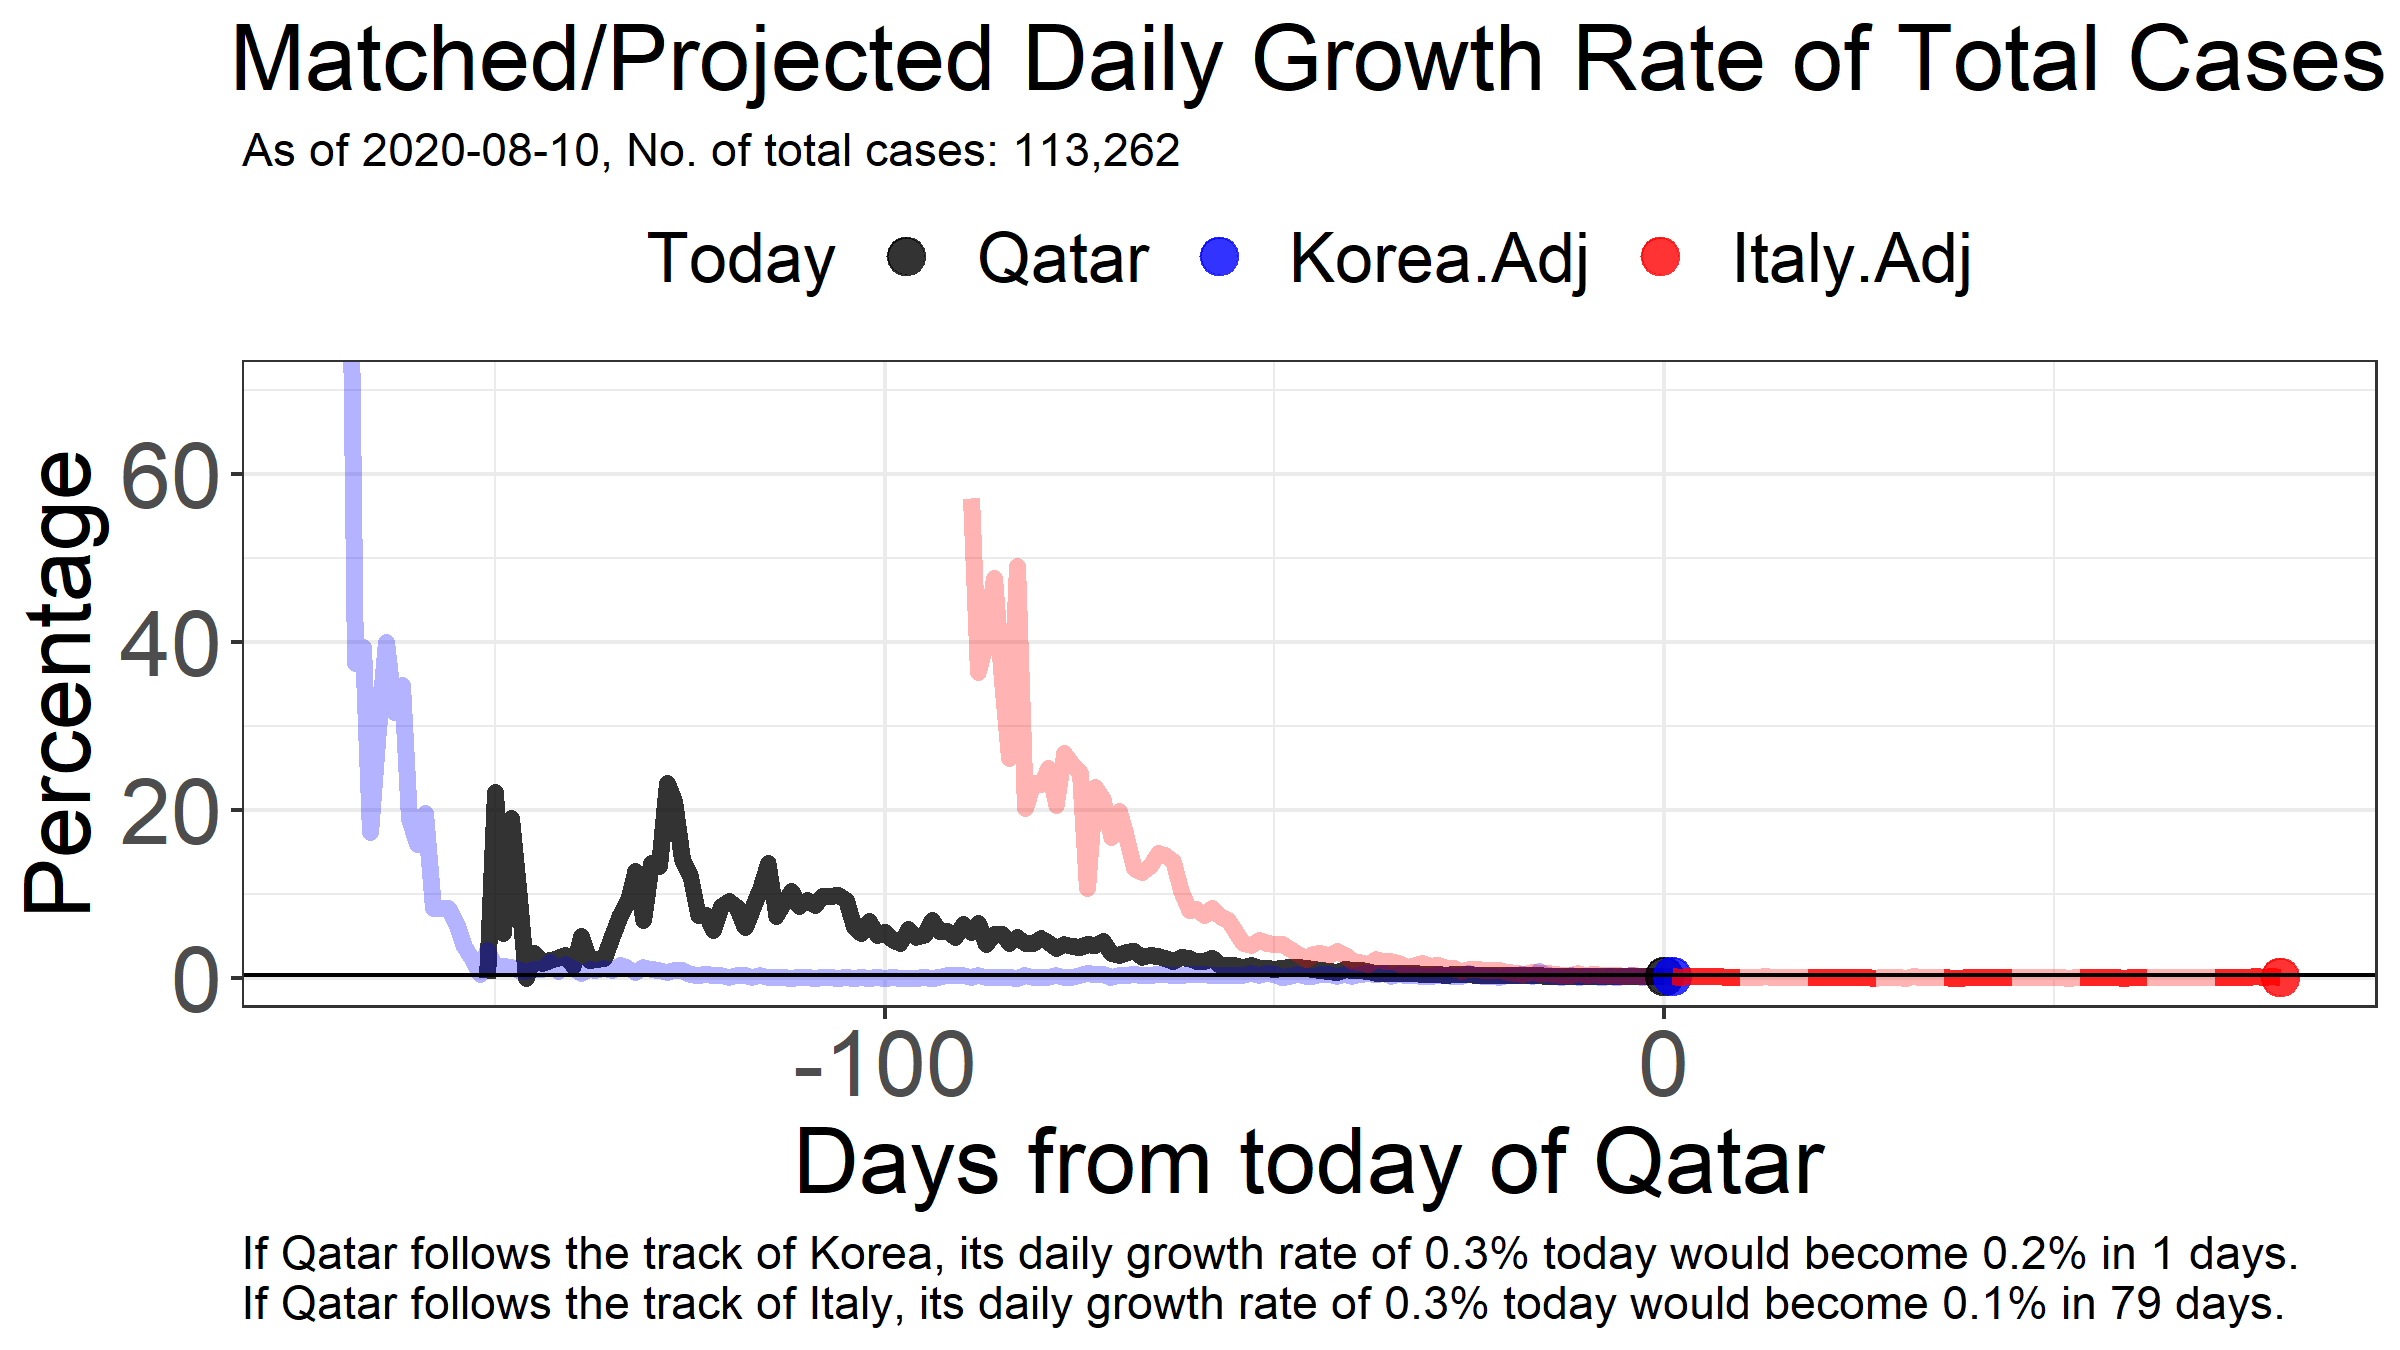 Matched/Projected Daily Growth Rate of Total Cases
As of 2020-08-10, No. of total cases: 113,262
Today Qatar Korea.Adj Italy.Adj
Percentage
60
40
20
0
-100 0
Days from today of Qatar
If Qatar follows the track of Korea, its daily growth rate of 0.3% today would become 0.2% in 1 days.
If Qatar follows the track of Italy, its daily growth rate of 0.3% today would become 0.1% in 79 days.